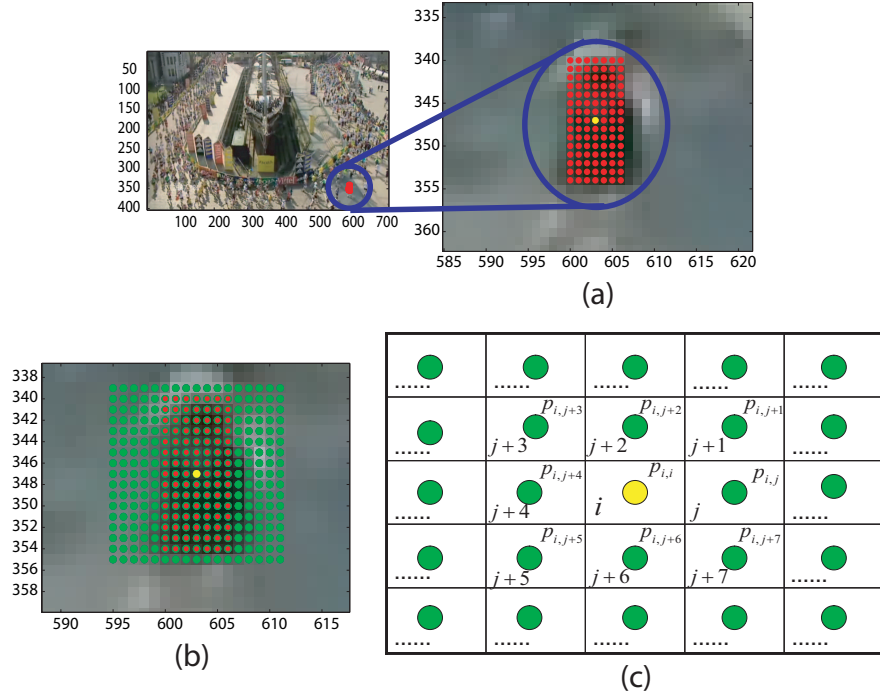 335
340
345
350
355
360
585 590 595 600 605 610 615 620
(a)
50
100
150
200
250
300
350
400
100 200 300 400 500 600 700
338
340
342
344
346
348
350
352
354
356
358
590 595 600 605 610 615
(b)
...... ...... ...... ...... ......
p_{i,j+3} p_{i,j+2} p_{i,j+1}
...... j+3 j+2 j+1 ......
p_{i,j+4} p_{i,i} p_{i,j}
...... j+4 i j ......
p_{i,j+5} p_{i,j+6} p_{i,j+7}
...... j+5 j+6 j+7 ......
...... ...... ...... ...... ......
(c)